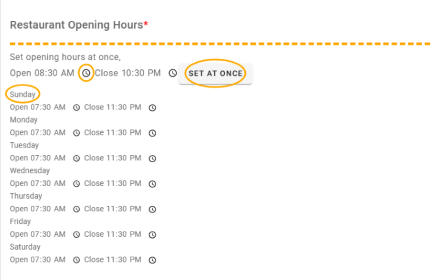 Restaurant Opening Hours*
Set opening hours at once,
Open 08:30 AM Close 10:30 PM SET AT ONCE
Sunday
Open 07:30 AM Close 11:30 PM
Monday
Open 07:30 AM Close 11:30 PM
Tuesday
Open 07:30 AM Close 11:30 PM
Wednesday
Open 07:30 AM Close 11:30 PM
Thursday
Open 07:30 AM Close 11:30 PM
Friday
Open 07:30 AM Close 11:30 PM
Saturday
Open 07:30 AM Close 11:30 PM